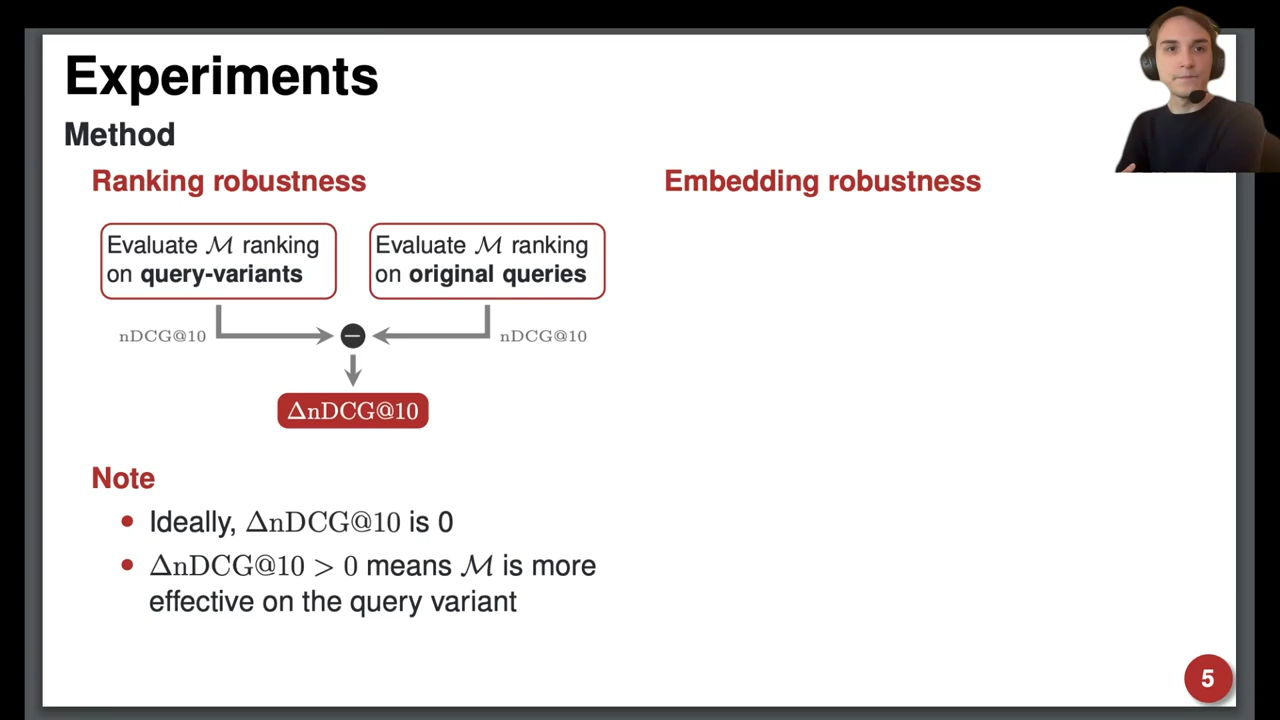 Experiments
Method
Ranking robustness
Evaluate ℳ ranking
on query-variants
Evaluate ℳ ranking
on original queries
nDCG@10
−
nDCG@10
ΔnDCG@10
Note
• Ideally, ΔnDCG@10 is 0
• ΔnDCG@10 > 0 means ℳ is more
effective on the query variant
Embedding robustness
5